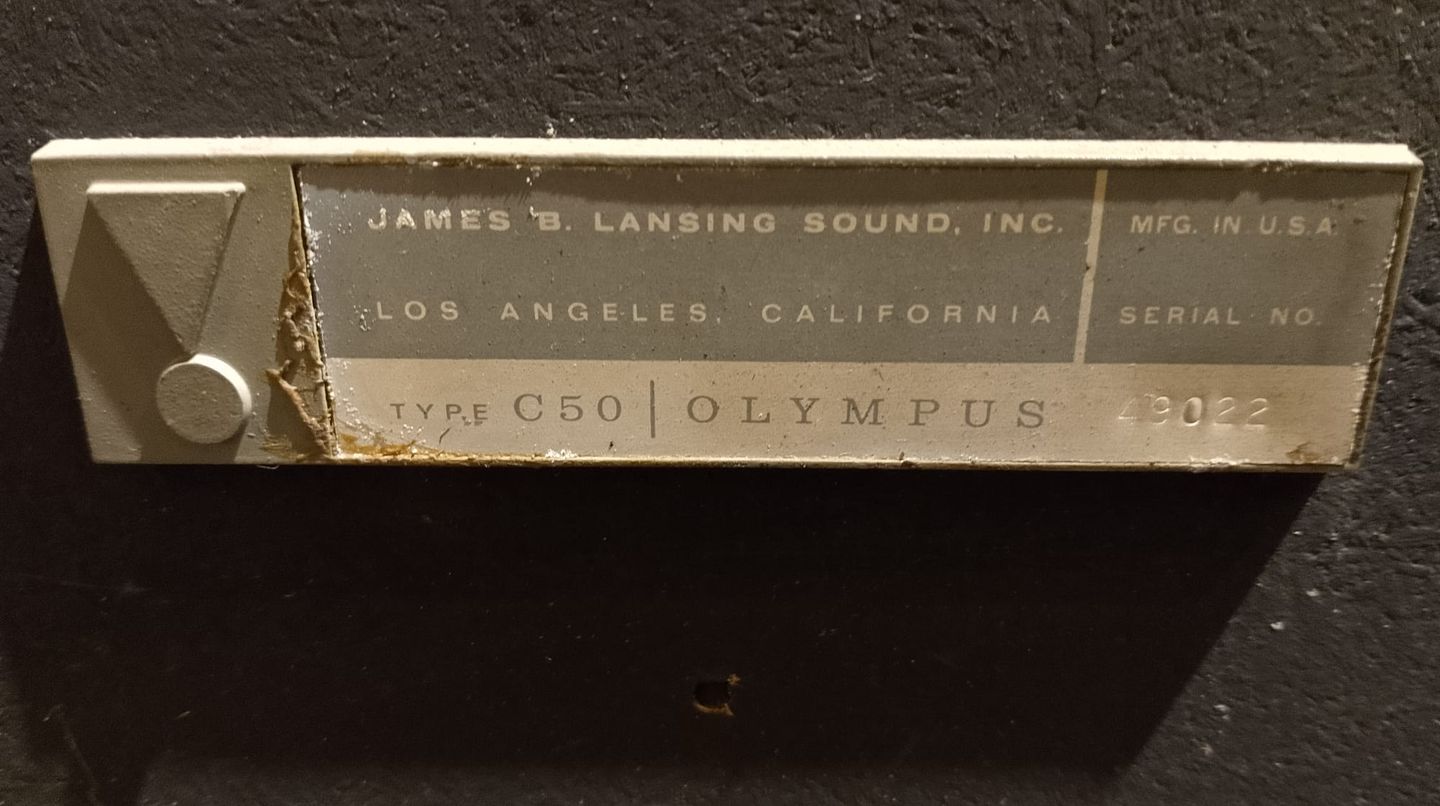 JAMES B. LANSING SOUND, INC.
LOS ANGELES, CALIFORNIA
MFG. IN U.S.A.
SERIAL NO.
TYPE C50 | OLYMPUS
49022